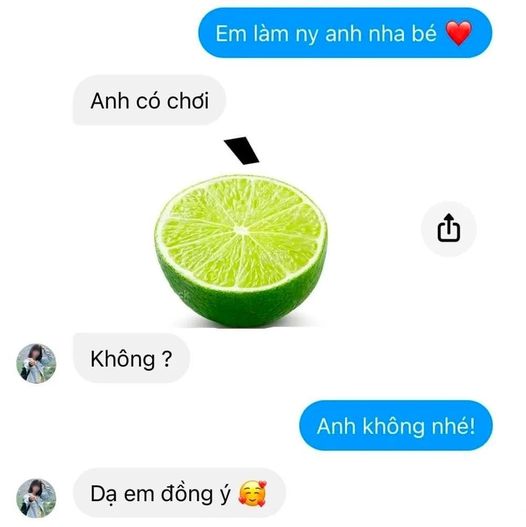 Em làm ny anh nha bé ❤️
Anh có chơi
Không ?
Anh không nhé!
Dạ em đồng ý 🥰